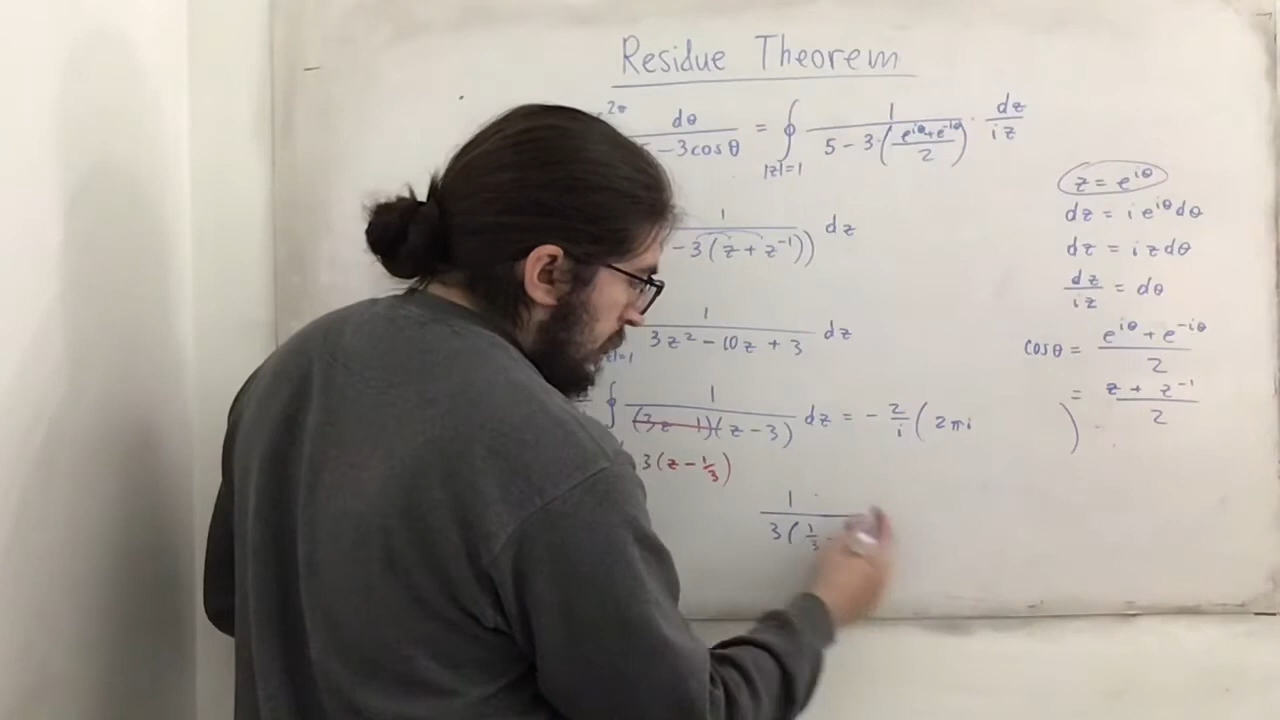 Residue Theorem
2π dθ / -3cosθ = ∮ |z|=1 1 / 5 - 3·(e^{iθ}+e^{-iθ} / 2) · dz / iz
z = e^{iθ}
1 / -3(z + z^{-1})) dz
dz = i e^{iθ} dθ
dz = i z dθ
dz / iz = dθ
|z|=1 1 / 3z² - 10z + 3 dz
cosθ = e^{iθ} + e^{-iθ} / 2
= z + z^{-1} / 2
∮ 1 / (3z - 1)(z - 3) dz = - 2/i ( 2πi )
3(z - 1/3)
1 / 3(1/3 -